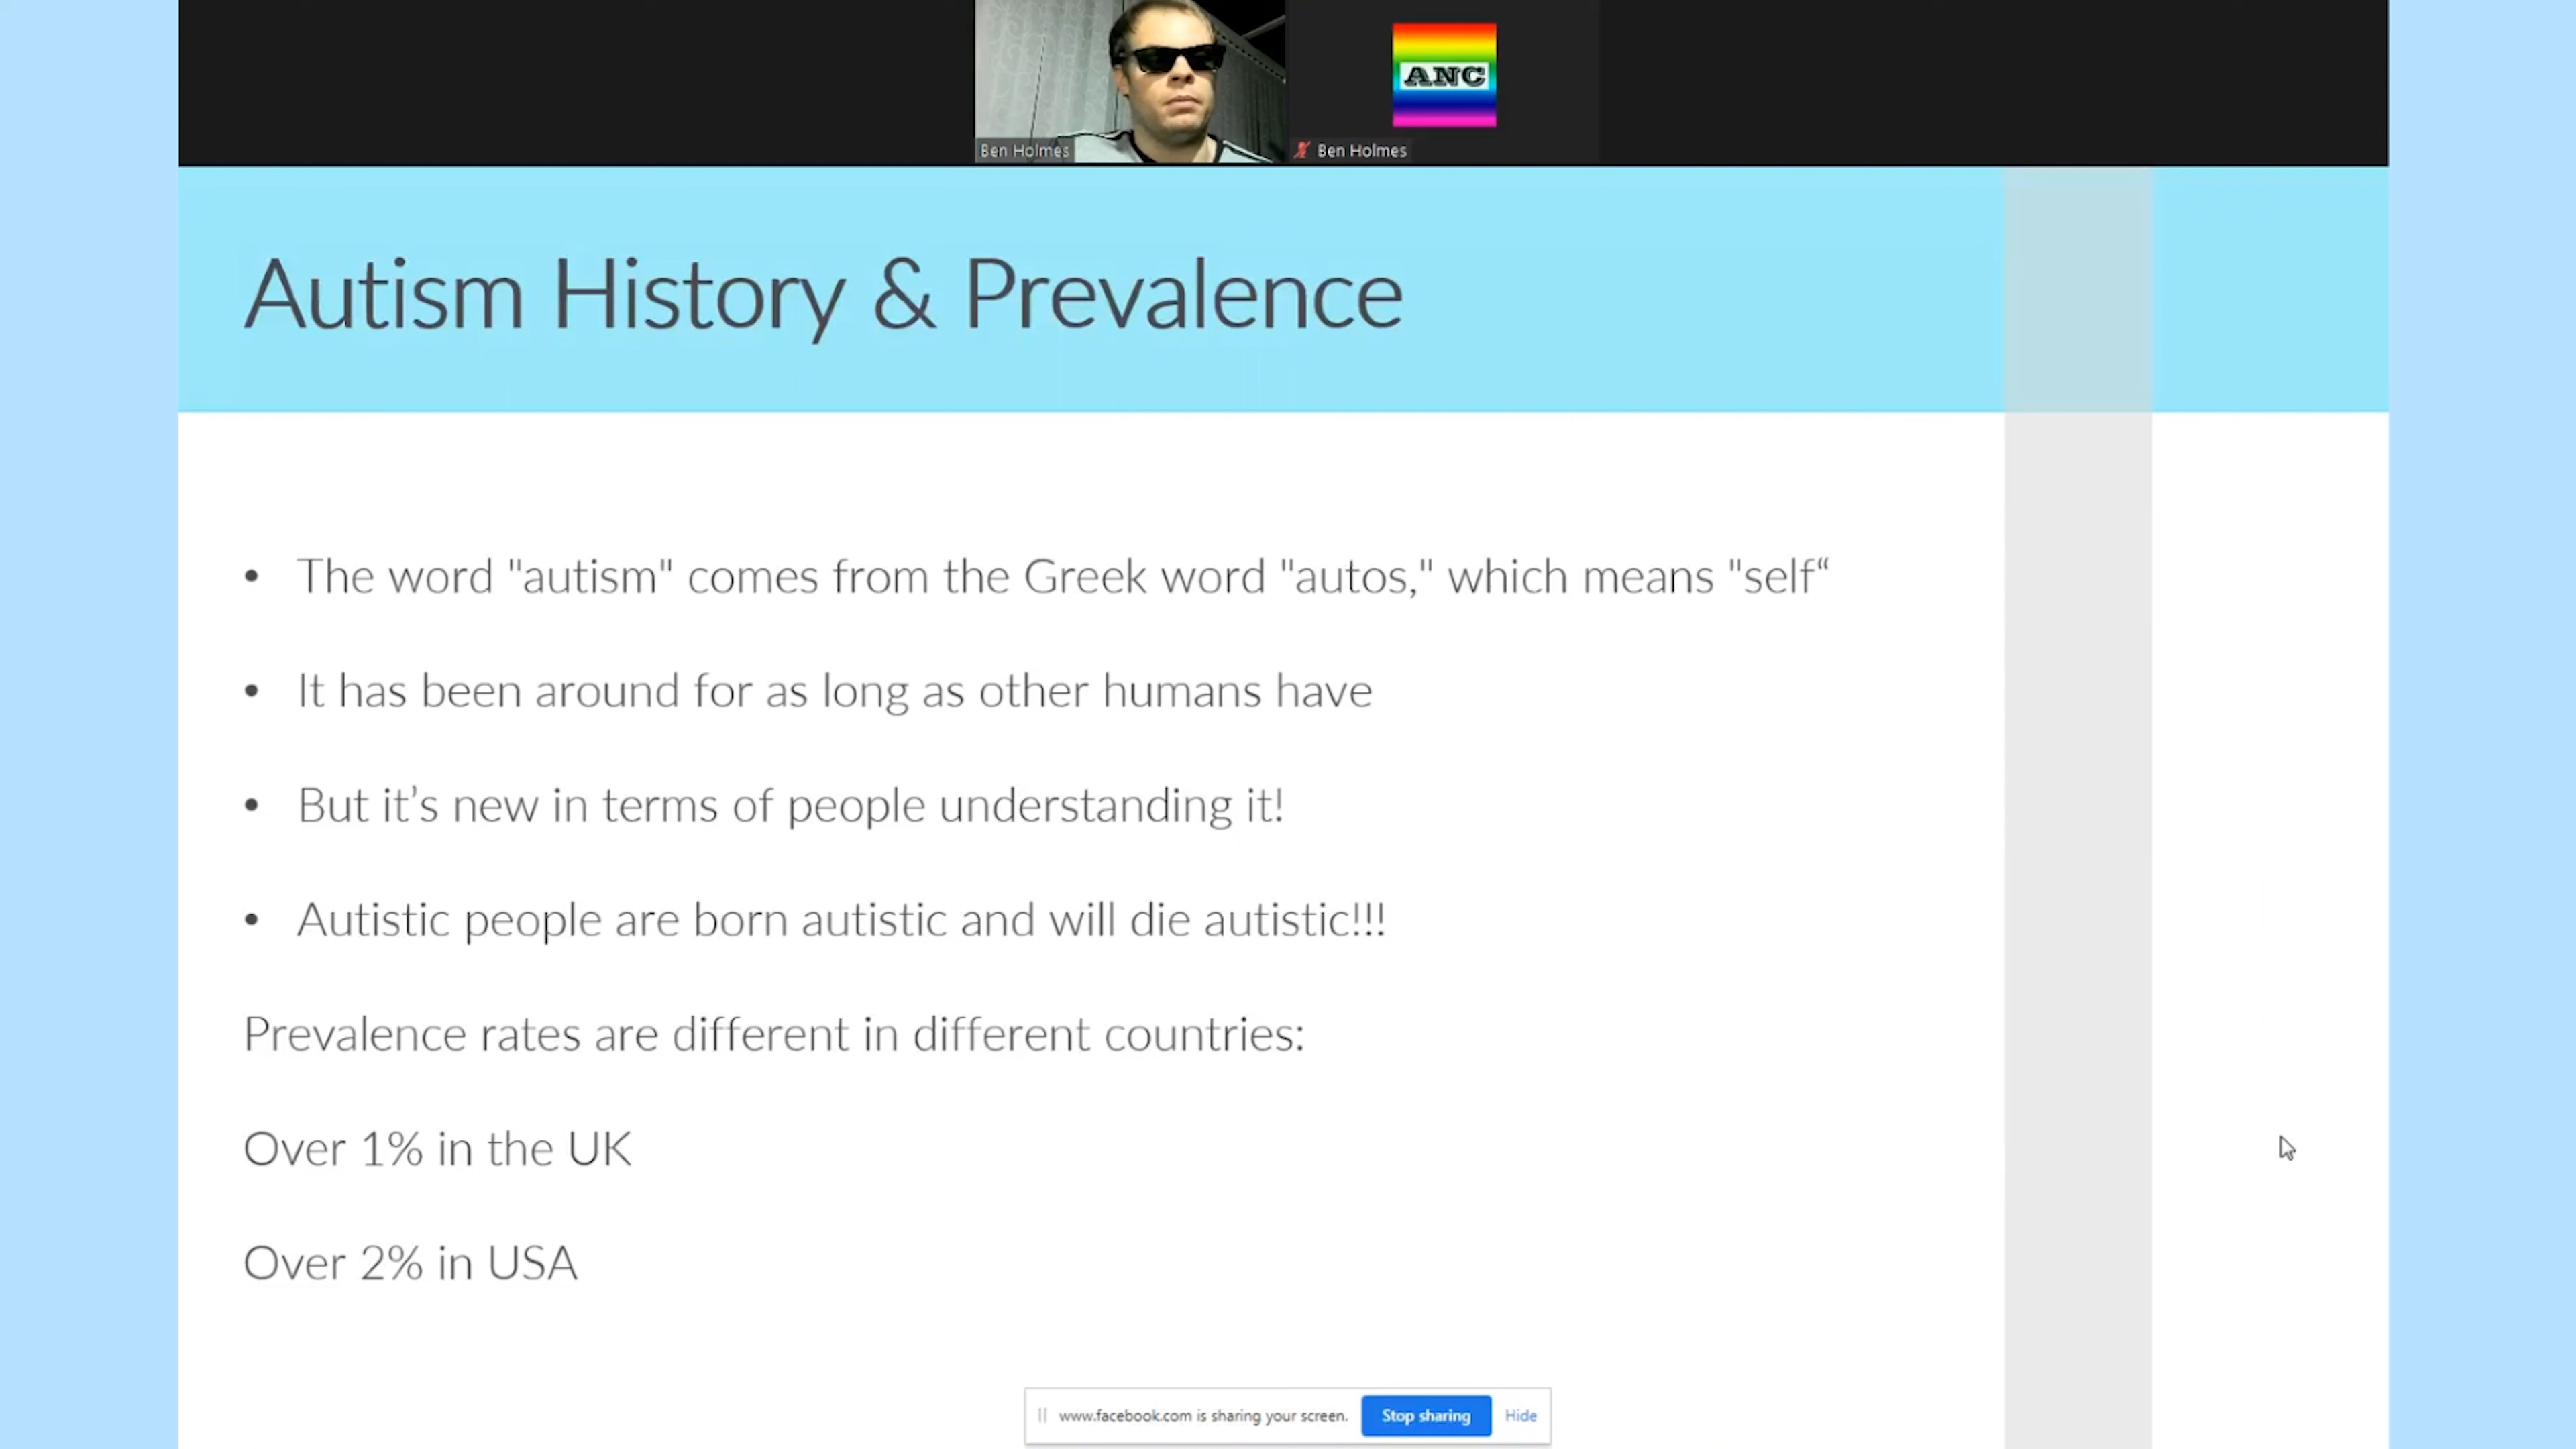 ANC
Ben Holmes
Ben Holmes
Autism History & Prevalence
• The word "autism" comes from the Greek word "autos," which means "self“
• It has been around for as long as other humans have
• But it’s new in terms of people understanding it!
• Autistic people are born autistic and will die autistic!!!
Prevalence rates are different in different countries:
Over 1% in the UK
Over 2% in USA
www.facebook.com is sharing your screen. Stop sharing Hide